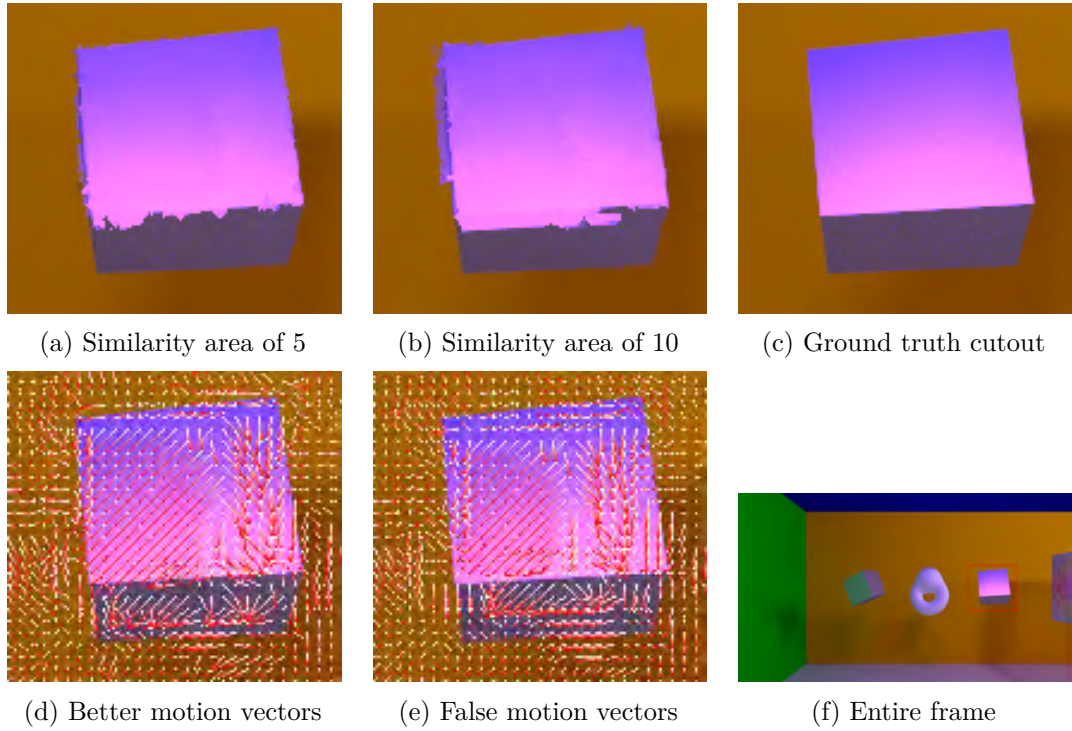 (a) Similarity area of 5
(b) Similarity area of 10
(c) Ground truth cutout
(d) Better motion vectors
(e) False motion vectors
(f) Entire frame